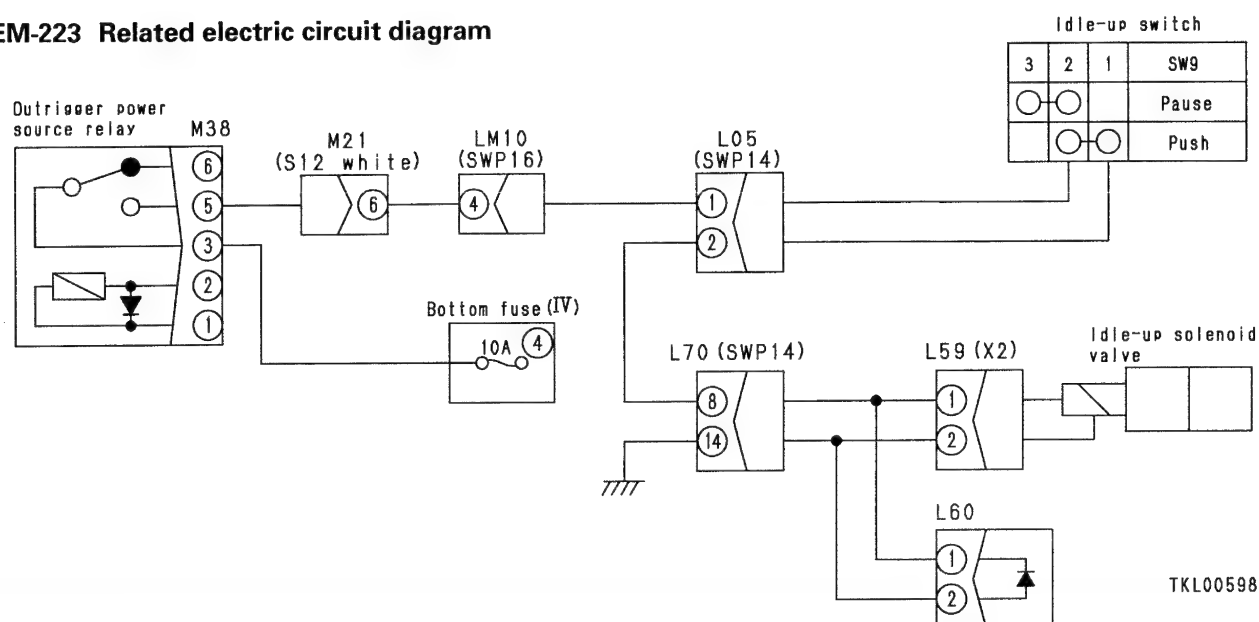 EM-223 Related electric circuit diagram
Idle-up switch
3 2 1 SW9
Pause
Push
Outrigger power
source relay
M38
6
5
3
2
1
M21
(S12 white)
6
LM10
(SWP16)
4
L05
(SWP14)
1
2
Bottom fuse (IV)
10A
4
L70 (SWP14)
8
14
L59 (X2)
1
2
Idle-up solenoid
valve
L60
1
2
TKL00598